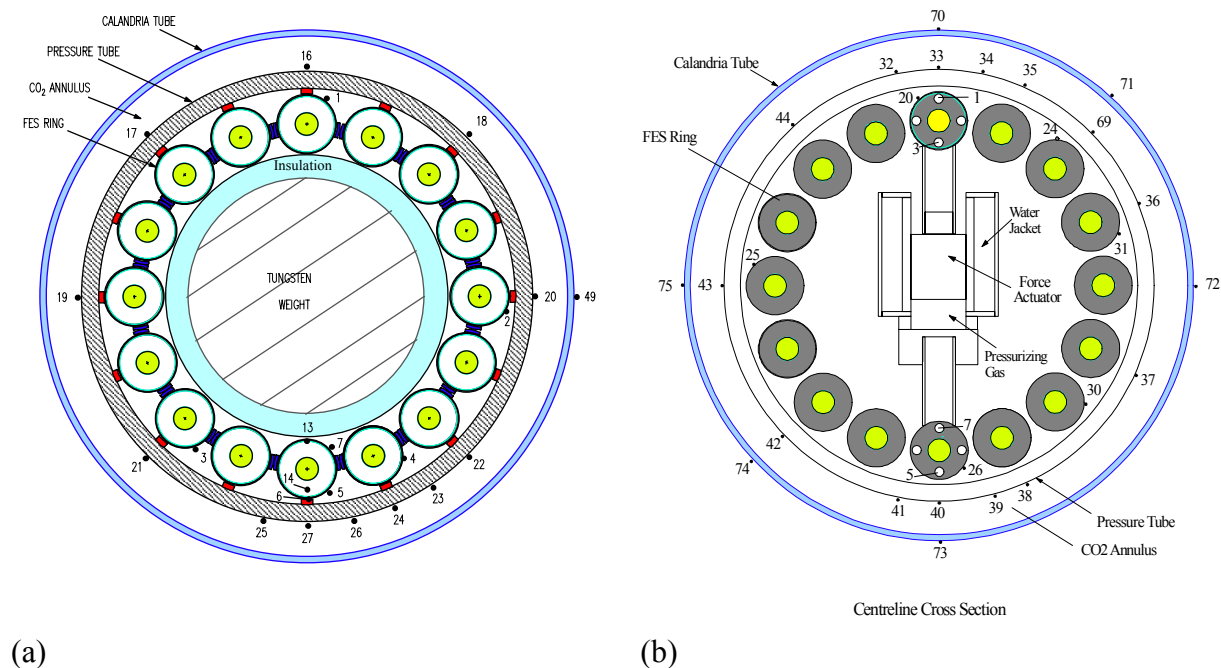 CALANDRIA TUBE
PRESSURE TUBE
CO₂ ANNULUS
FES RING
16
1
17
18
Insulation
TUNGSTEN
WEIGHT
19
20
49
2
13
7
3
4
21
22
14
6
5
23
24
25
26
27
(a)
70
33
32
34
35
71
Calandria Tube
20
1
44
69
FES Ring
24
3
36
Water
Jacket
31
25
75
43
Force
Actuator
72
Pressurizing
Gas
37
30
7
42
74
5
26
38
41
39
40
Pressure Tube
CO2 Annulus
73
Centreline Cross Section
(b)